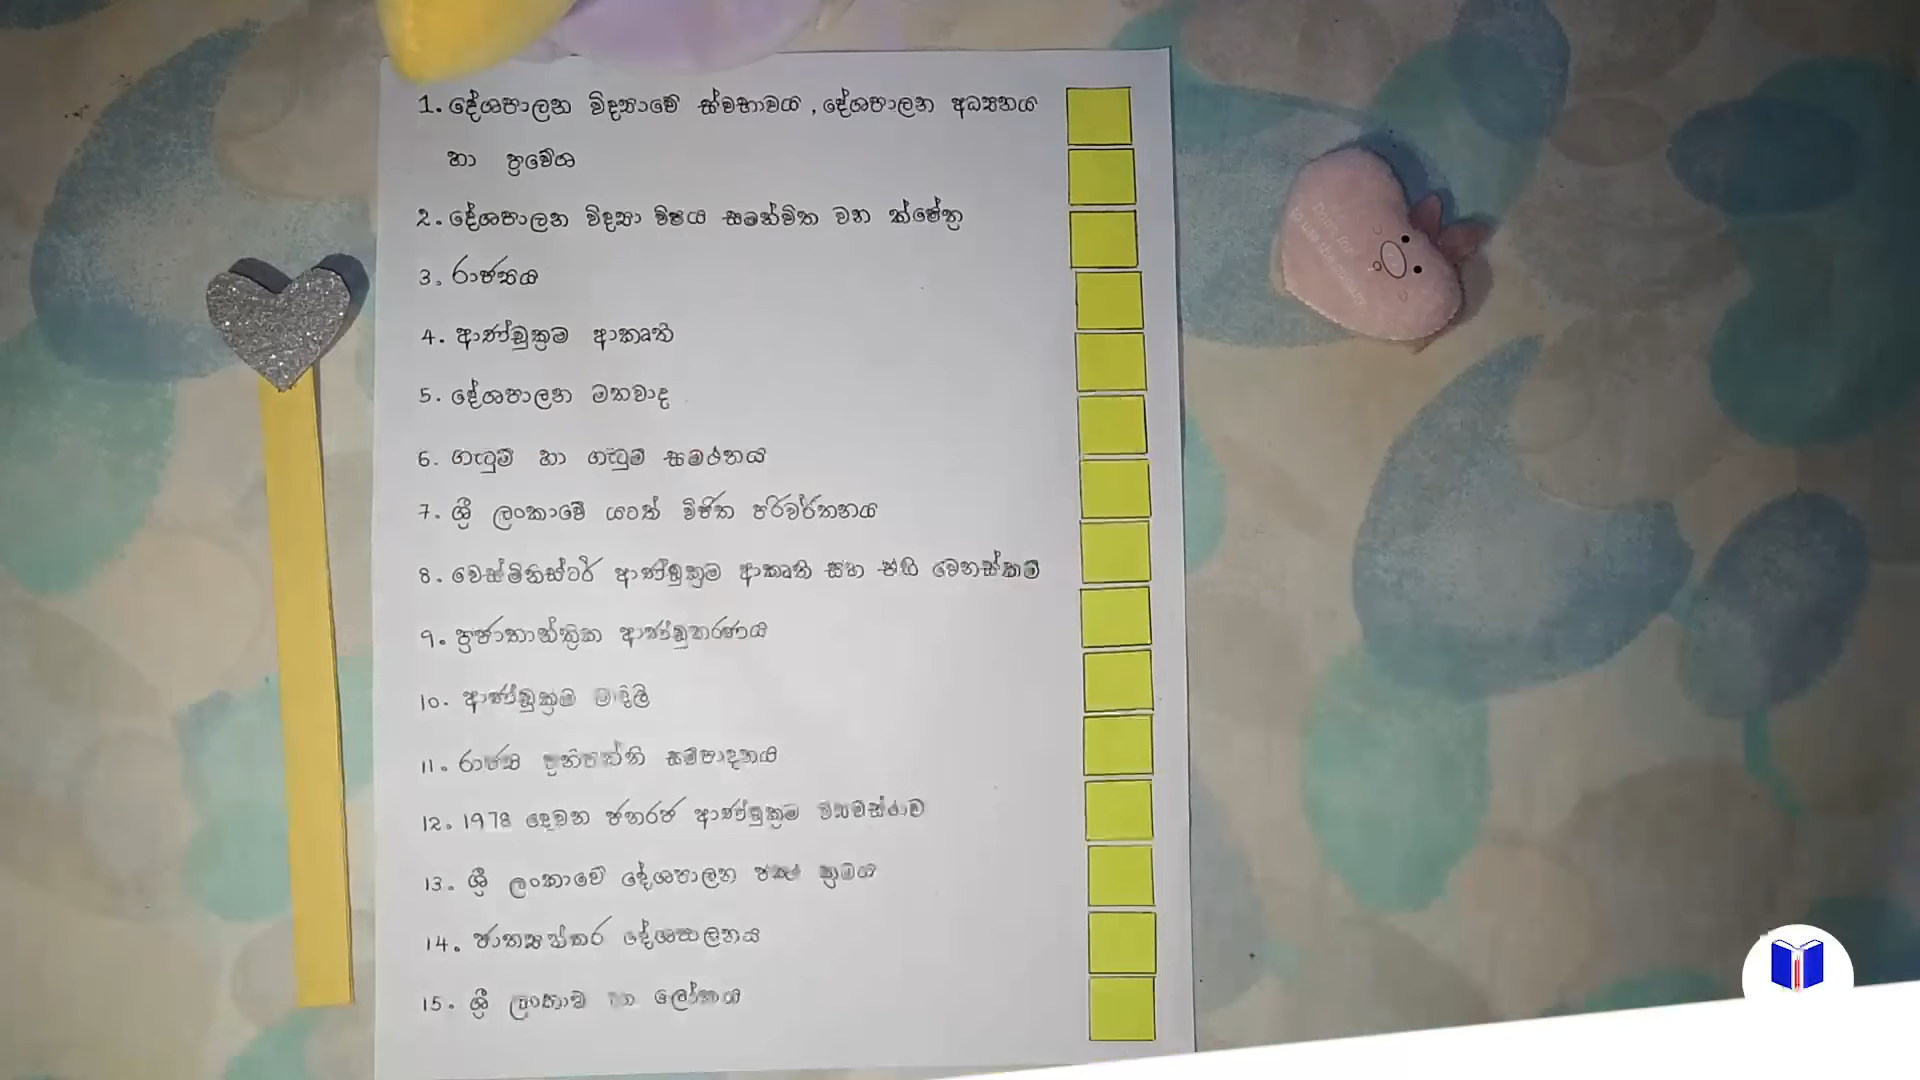 1. දේශපාලන විද්‍යාවේ ස්වභාවය, දේශපාලන අධ්‍යනය
හා ප්‍රවේශ
2. දේශපාලන විද්‍යා විෂය සමන්විත වන ක්ෂේත්‍ර
3. රාජ්‍යය
4. ආණ්ඩුක්‍රම ආකෘති
5. දේශපාලන මතවාද
6. ගැටුම් හා ගැටුම් සමථනය
7. ශ්‍රී ලංකාවේ යටත් විජිත පරිවර්තනය
8. වෙස්මිනිස්ටර් ආණ්ඩුක්‍රම ආකෘති සහ එහි වෙනස්කම්
9. ප්‍රජාතාන්ත්‍රික ආණ්ඩුකරණය
10. ආණ්ඩුක්‍රම මාදිලි
11. රාජ්‍ය ප්‍රතිපත්ති සම්පාදනය
12. 1978 දෙවන ජනරජ ආණ්ඩුක්‍රම ව්‍යවස්ථාව
13. ශ්‍රී ලංකාවේ දේශපාලන පක්ෂ ක්‍රමය
14. ජාත්‍යන්තර දේශපාලනය
15. ශ්‍රී ලංකාව හා ලෝකය